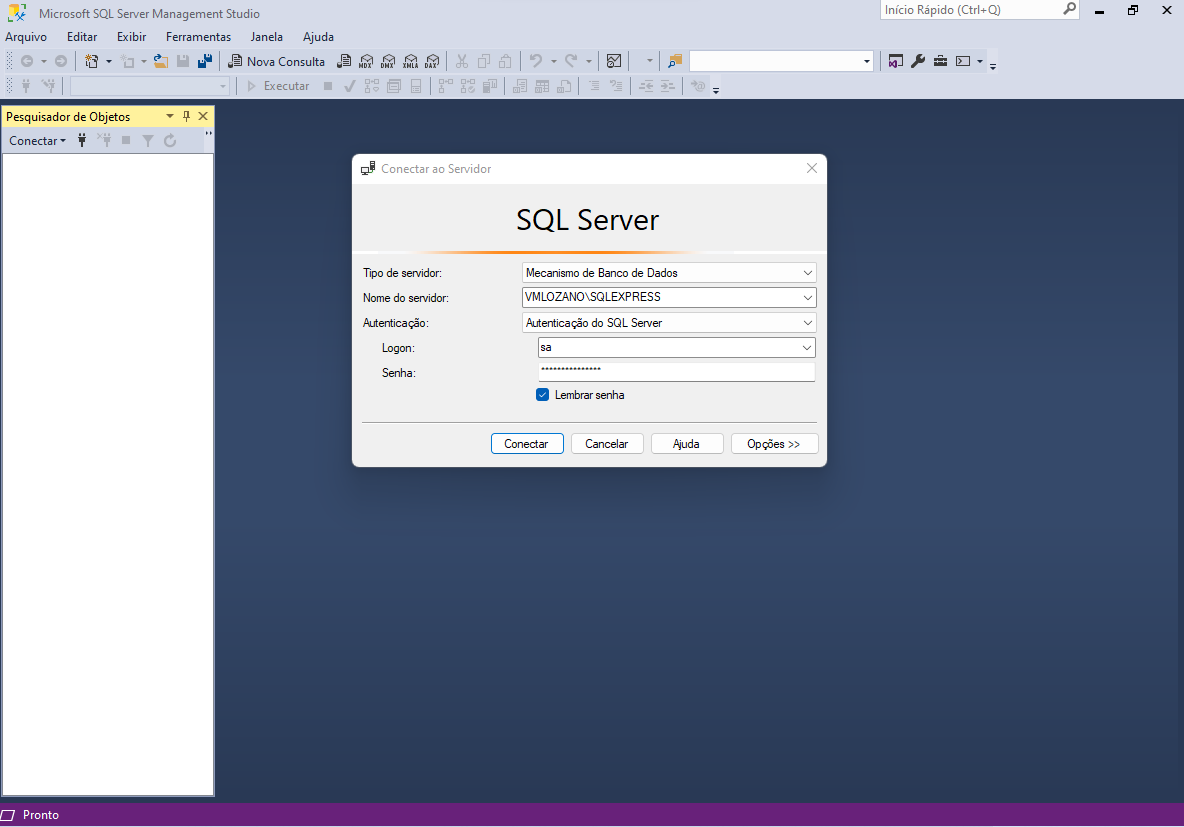 Microsoft SQL Server Management Studio
Início Rápido (Ctrl+Q)
Arquivo Editar Exibir Ferramentas Janela Ajuda
Nova Consulta MDX DMX XMLA DAX
Executar
Pesquisador de Objetos
Conectar
Conectar ao Servidor
SQL Server
Tipo de servidor: Mecanismo de Banco de Dados
Nome do servidor: VMLOZANO\SQLEXPRESS
Autenticação: Autenticação do SQL Server
Logon: sa
Senha: ***************
Lembrar senha
Conectar Cancelar Ajuda Opções >>
Pronto